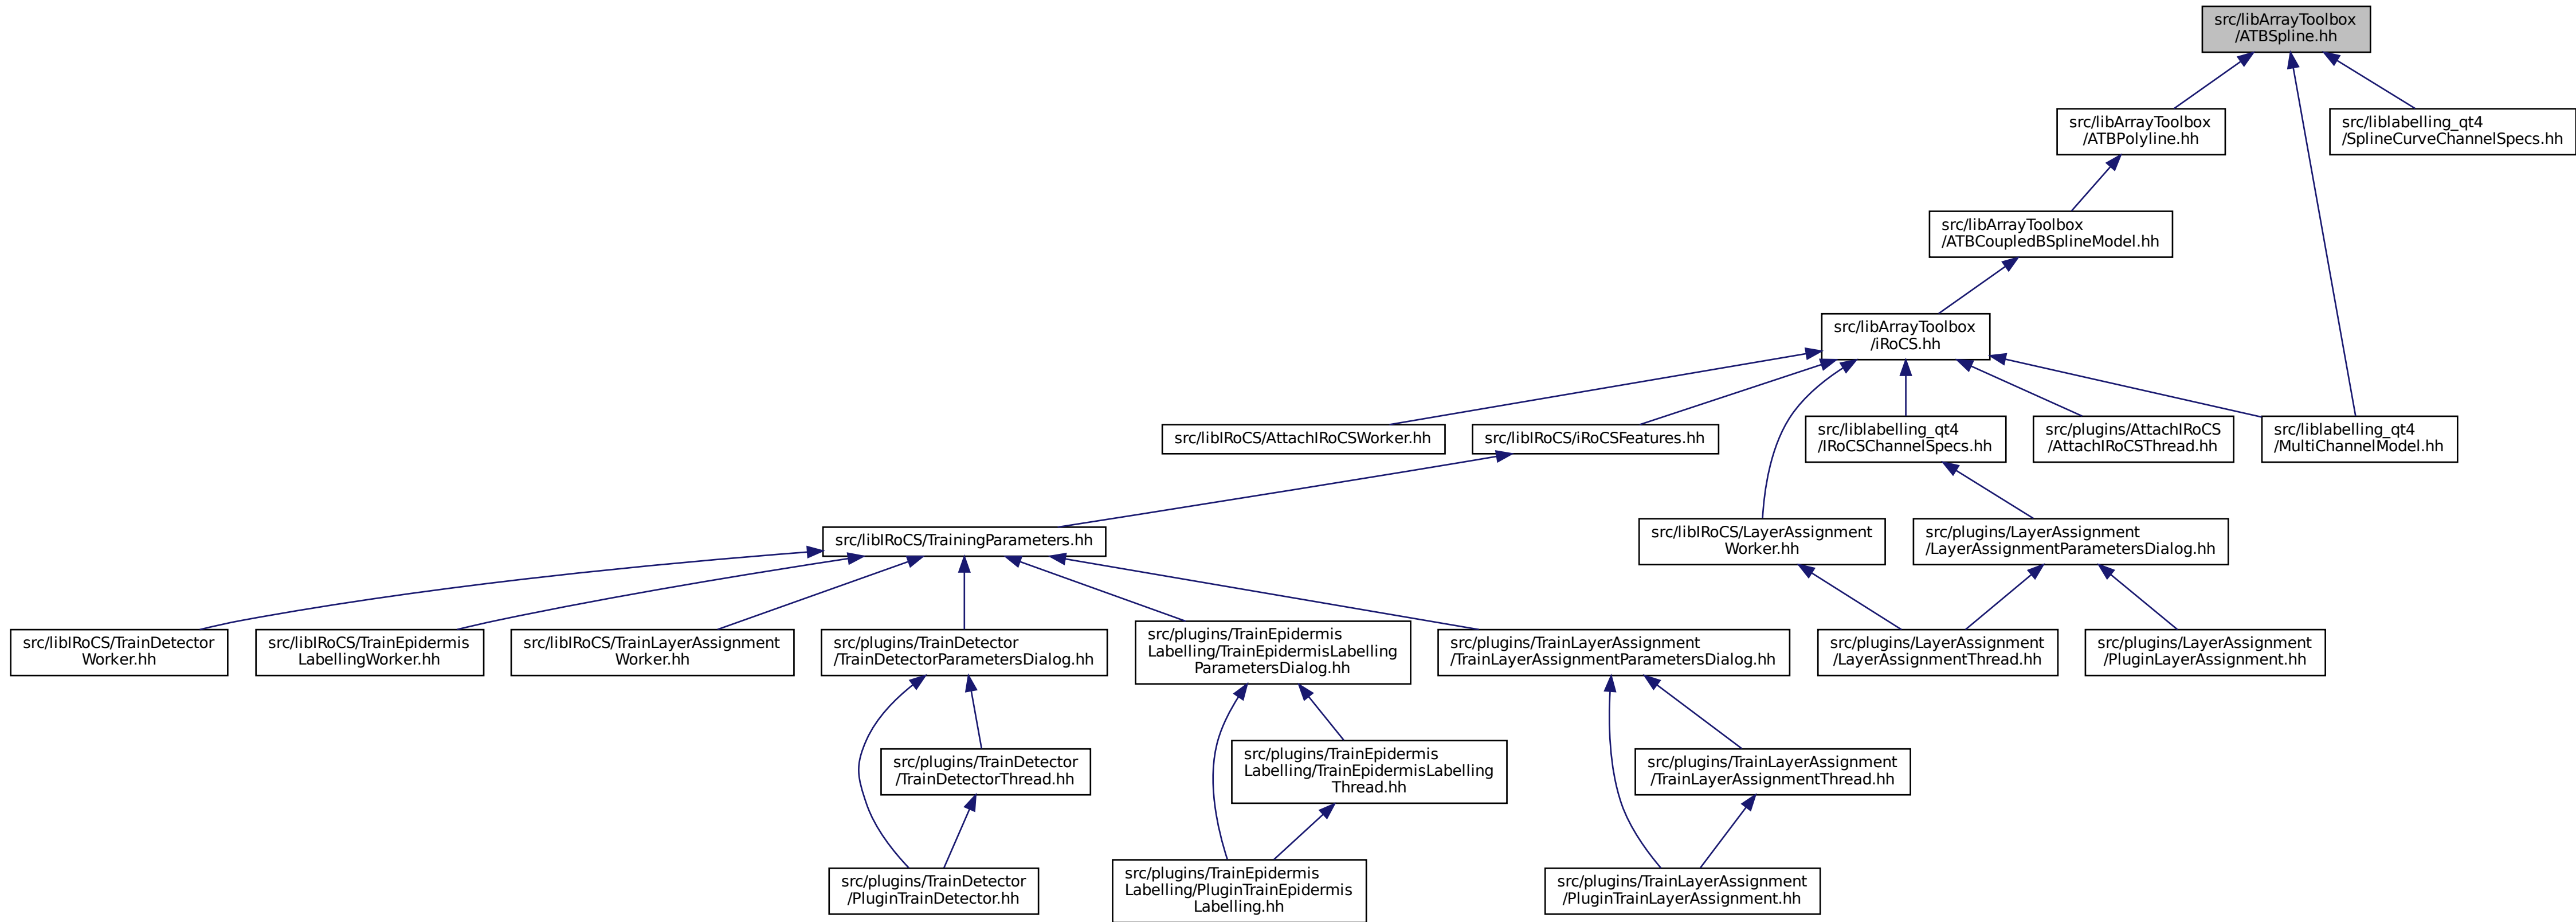 src/libArrayToolbox
/ATBSpline.hh
src/libArrayToolbox
/ATBPolyline.hh
src/liblabelling_qt4
/SplineCurveChannelSpecs.hh
src/libArrayToolbox
/ATBCoupledBSplineModel.hh
src/libArrayToolbox
/iRoCS.hh
src/libIRoCS/AttachIRoCSWorker.hh
src/libIRoCS/iRoCSFeatures.hh
src/liblabelling_qt4
/IRoCSChannelSpecs.hh
src/plugins/AttachIRoCS
/AttachIRoCSThread.hh
src/liblabelling_qt4
/MultiChannelModel.hh
src/libIRoCS/TrainingParameters.hh
src/libIRoCS/LayerAssignment
Worker.hh
src/plugins/LayerAssignment
/LayerAssignmentParametersDialog.hh
src/libIRoCS/TrainDetector
Worker.hh
src/libIRoCS/TrainEpidermis
LabellingWorker.hh
src/libIRoCS/TrainLayerAssignment
Worker.hh
src/plugins/TrainDetector
/TrainDetectorParametersDialog.hh
src/plugins/TrainEpidermis
Labelling/TrainEpidermisLabelling
ParametersDialog.hh
src/plugins/TrainLayerAssignment
/TrainLayerAssignmentParametersDialog.hh
src/plugins/LayerAssignment
/LayerAssignmentThread.hh
src/plugins/LayerAssignment
/PluginLayerAssignment.hh
src/plugins/TrainDetector
/TrainDetectorThread.hh
src/plugins/TrainEpidermis
Labelling/TrainEpidermisLabelling
Thread.hh
src/plugins/TrainLayerAssignment
/TrainLayerAssignmentThread.hh
src/plugins/TrainDetector
/PluginTrainDetector.hh
src/plugins/TrainEpidermis
Labelling/PluginTrainEpidermis
Labelling.hh
src/plugins/TrainLayerAssignment
/PluginTrainLayerAssignment.hh